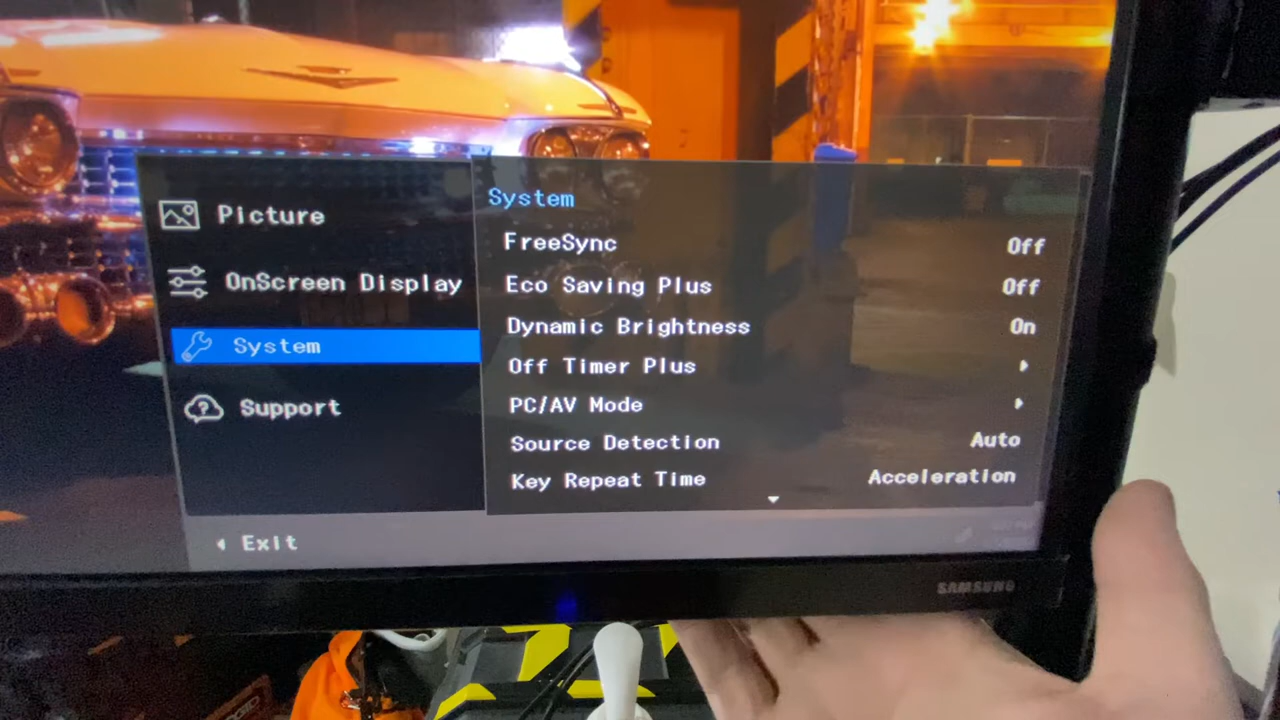 Picture
OnScreen Display
System
Support
System
FreeSync Off
Eco Saving Plus Off
Dynamic Brightness On
Off Timer Plus
PC/AV Mode
Source Detection Auto
Key Repeat Time Acceleration
Exit
SAMSUNG